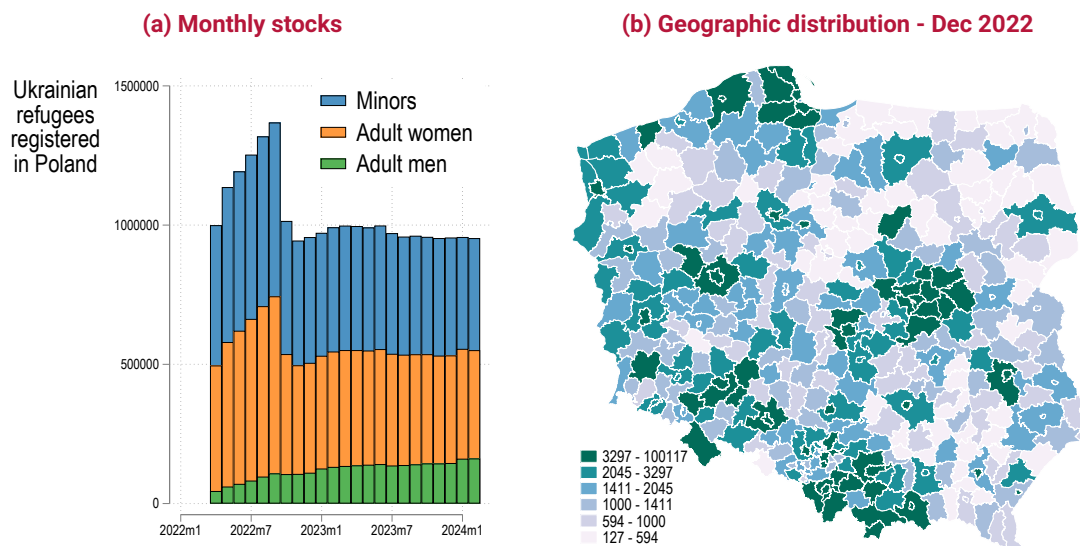 (a) Monthly stocks
Ukrainian
refugees
registered
in Poland
1500000
1000000
500000
0
Minors
Adult women
Adult men
2022m1
2022m7
2023m1
2023m7
2024m1
(b) Geographic distribution - Dec 2022
3297 - 100117
2045 - 3297
1411 - 2045
1000 - 1411
594 - 1000
127 - 594